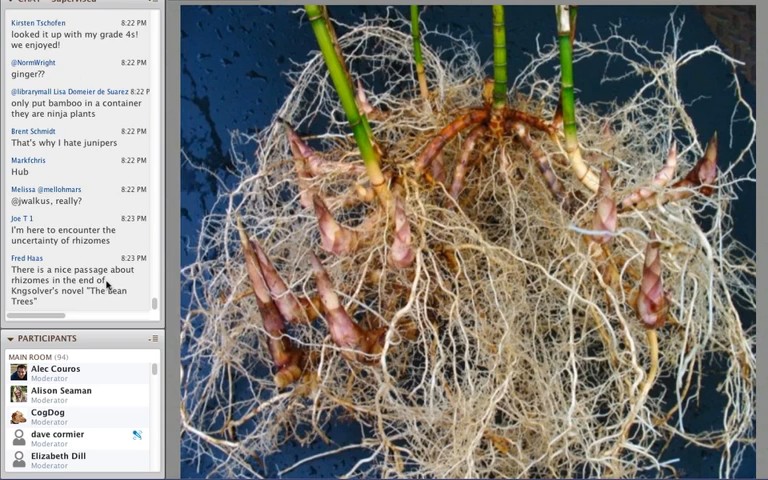 CHAT - Supervised
Kirsten Tschofen 8:22 PM
looked it up with my grade 4s!
we enjoyed!
@NormWright 8:22 PM
ginger??
@librarymall Lisa Domeier de Suarez 8:22 P
only put bamboo in a container
they are ninja plants
Brent Schmidt 8:22 PM
That's why I hate junipers
Markfchris 8:22 PM
Hub
Melissa @mellohmars 8:22 PM
@jwalkus, really?
Joe T 1 8:23 PM
I'm here to encounter the
uncertainty of rhizomes
Fred Haas 8:23 PM
There is a nice passage about
rhizomes in the end of
Kngsolver's novel "The Bean
Trees"
PARTICIPANTS
MAIN ROOM (94)
Alec Couros
Moderator
Alison Seaman
Moderator
CogDog
Moderator
dave cormier
Moderator
Elizabeth Dill
Moderator